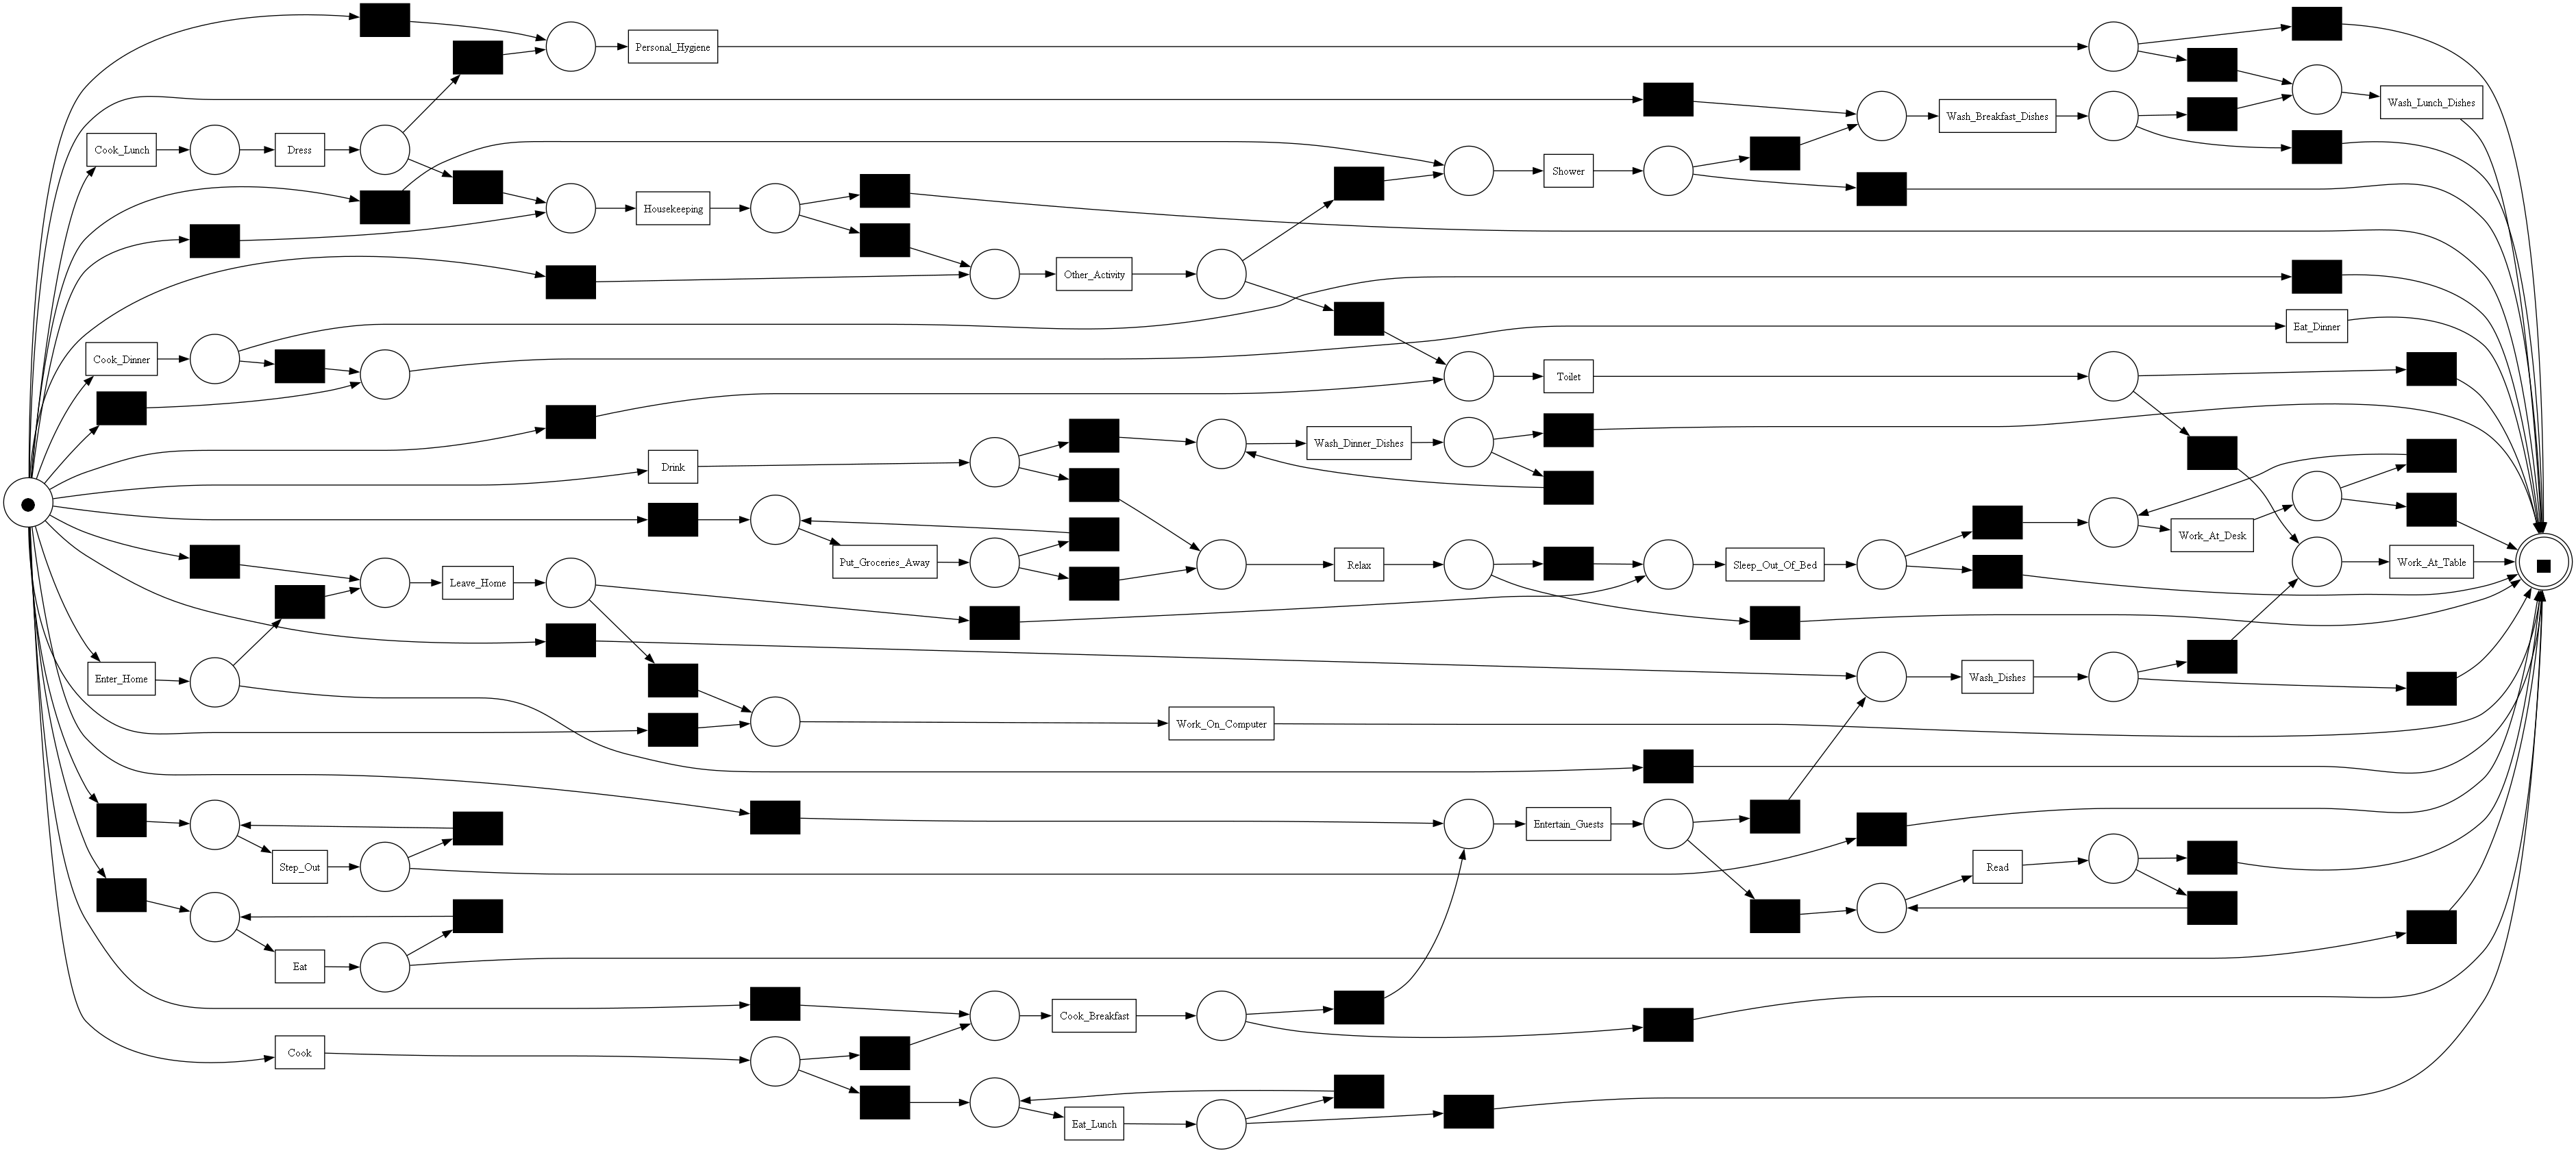 Personal_Hygiene
Wash_Lunch_Dishes
Wash_Breakfast_Dishes
Cook_Lunch
Dress
Shower
Housekeeping
Other_Activity
Eat_Dinner
Cook_Dinner
Toilet
Wash_Dinner_Dishes
Drink
Work_At_Desk
Put_Groceries_Away
Relax
Sleep_Out_Of_Bed
Work_At_Table
Leave_Home
Enter_Home
Wash_Dishes
Work_On_Computer
Entertain_Guests
Step_Out
Read
Eat
Cook_Breakfast
Cook
Eat_Lunch